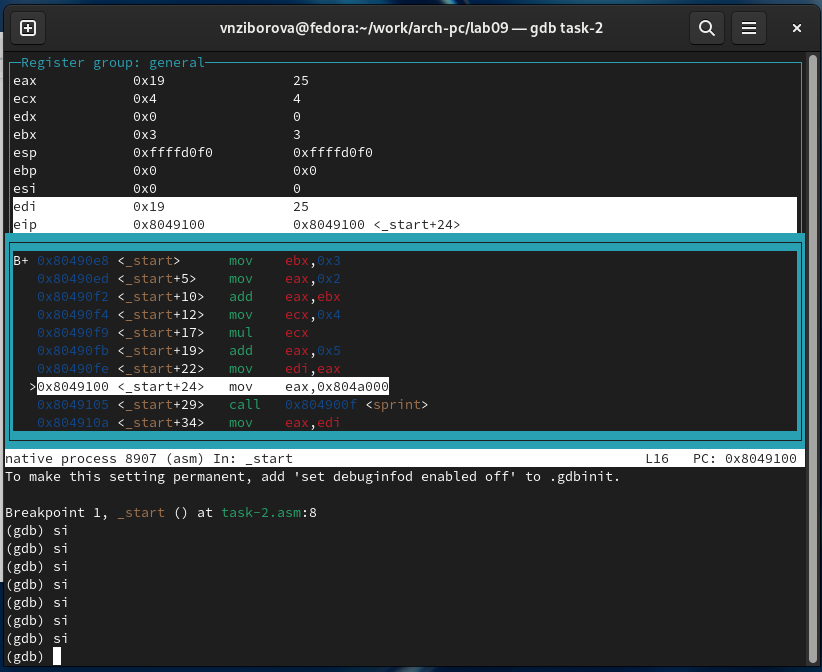 vnziborova@fedora:~/work/arch-pc/lab09 — gdb task-2
Register group: general
eax 0x19 25
ecx 0x4 4
edx 0x0 0
ebx 0x3 3
esp 0xffffd0f0 0xffffd0f0
ebp 0x0 0x0
esi 0x0 0
edi 0x19 25
eip 0x8049100 0x8049100 <_start+24>
B+ 0x80490e8 <_start> mov ebx,0x3
0x80490ed <_start+5> mov eax,0x2
0x80490f2 <_start+10> add eax,ebx
0x80490f4 <_start+12> mov ecx,0x4
0x80490f9 <_start+17> mul ecx
0x80490fb <_start+19> add eax,0x5
0x80490fe <_start+22> mov edi,eax
>0x8049100 <_start+24> mov eax,0x804a000
0x8049105 <_start+29> call 0x804900f <sprint>
0x804910a <_start+34> mov eax,edi
native process 8907 (asm) In: _start L16 PC: 0x8049100
To make this setting permanent, add 'set debuginfod enabled off' to .gdbinit.
Breakpoint 1, _start () at task-2.asm:8
(gdb) si
(gdb) si
(gdb) si
(gdb) si
(gdb) si
(gdb) si
(gdb) si
(gdb)